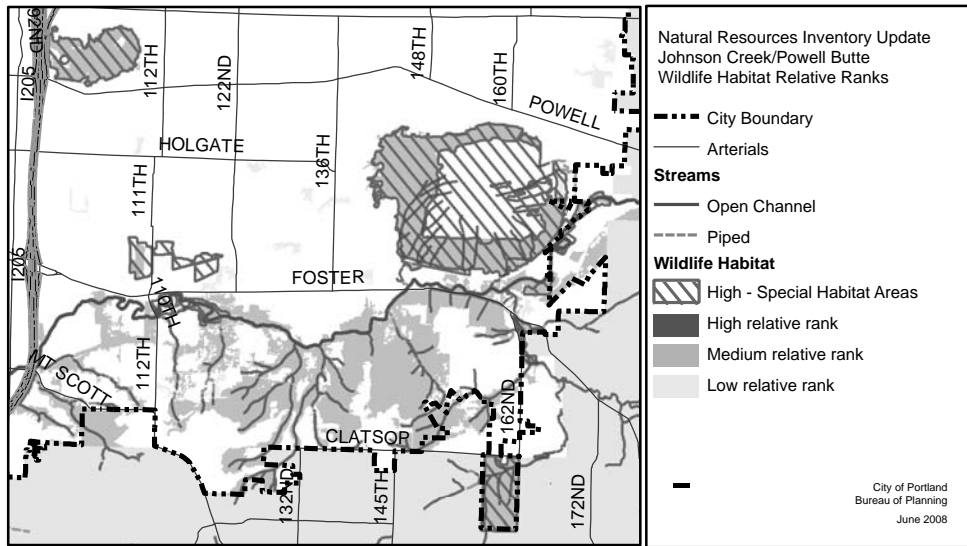 92ND
I205
112TH
122ND
148TH
160TH
POWELL
HOLGATE
136TH
111TH
I205
FOSTER
110TH
112TH
MT SCOTT
162ND
CLATSOP
132ND
145TH
172ND
Natural Resources Inventory Update
Johnson Creek/Powell Butte
Wildlife Habitat Relative Ranks
City Boundary
Arterials
Streams
Open Channel
Piped
Wildlife Habitat
High - Special Habitat Areas
High relative rank
Medium relative rank
Low relative rank
City of Portland
Bureau of Planning
June 2008